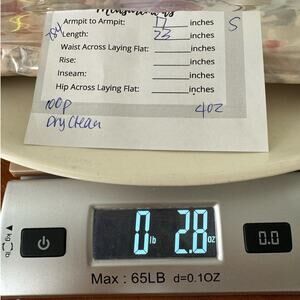 Measurements
Armpit to Armpit: 17 inches S
Length: 23 inches
Waist Across Laying Flat: inches
Rise: inches
Inseam: inches
Hip Across Laying Flat: inches
100p 4oz
Dry Clean
kg lb
0 lb 2.8 oz
0.0
Max : 65LB d=0.1OZ